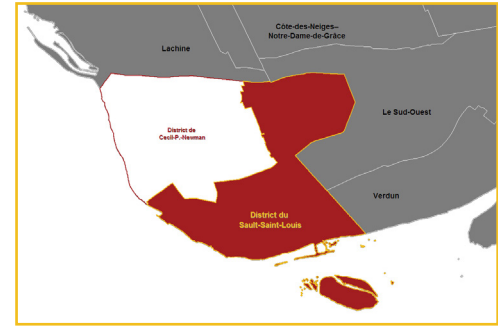 Côte-des-Neiges–
Notre-Dame-de-Grâce
Lachine
Le Sud-Ouest
District de
Cecil-P.-Newman
Verdun
District du
Sault-Saint-Louis